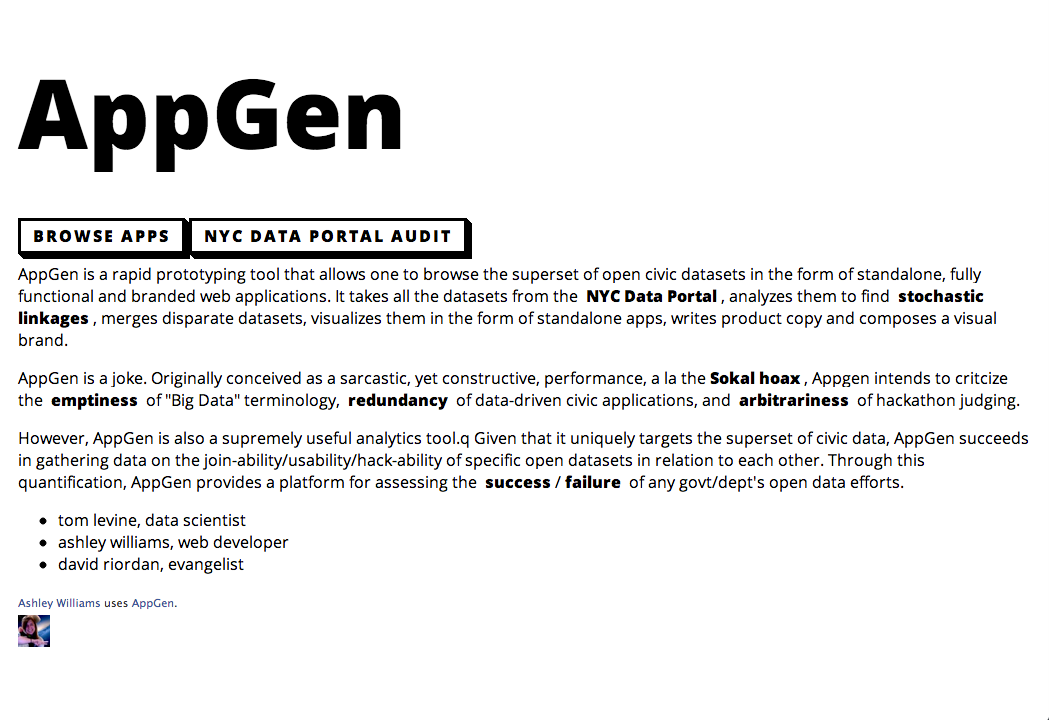 AppGen
BROWSE APPS NYC DATA PORTAL AUDIT
AppGen is a rapid prototyping tool that allows one to browse the superset of open civic datasets in the form of standalone, fully
functional and branded web applications. It takes all the datasets from the NYC Data Portal , analyzes them to find stochastic
linkages , merges disparate datasets, visualizes them in the form of standalone apps, writes product copy and composes a visual
brand.
AppGen is a joke. Originally conceived as a sarcastic, yet constructive, performance, a la the Sokal hoax , Appgen intends to critcize
the emptiness of "Big Data" terminology, redundancy of data-driven civic applications, and arbitrariness of hackathon judging.
However, AppGen is also a supremely useful analytics tool.q Given that it uniquely targets the superset of civic data, AppGen succeeds
in gathering data on the join-ability/usability/hack-ability of specific open datasets in relation to each other. Through this
quantification, AppGen provides a platform for assessing the success / failure of any govt/dept's open data efforts.
• tom levine, data scientist
• ashley williams, web developer
• david riordan, evangelist
Ashley Williams uses AppGen.